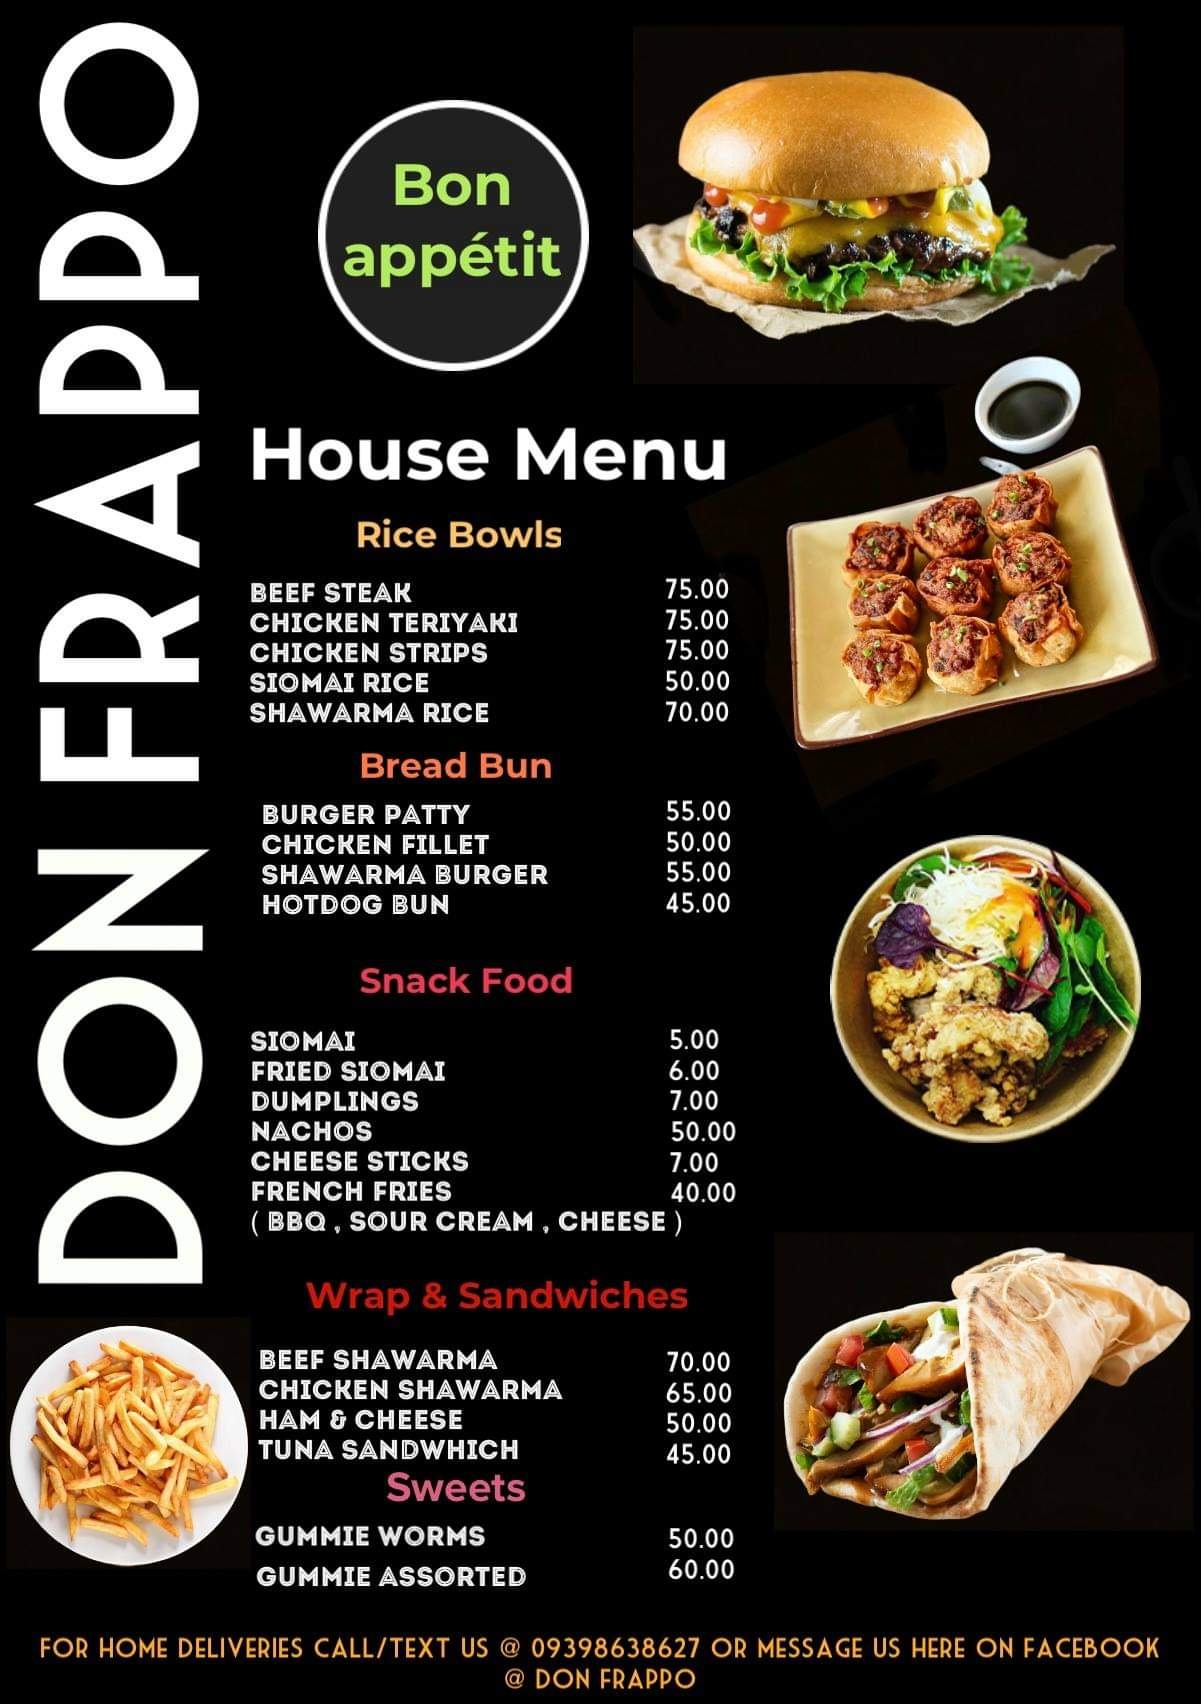 DON FRAPPO
Bon
appétit
House Menu
Rice Bowls
BEEF STEAK 75.00
CHICKEN TERIYAKI 75.00
CHICKEN STRIPS 75.00
SIOMAI RICE 50.00
SHAWARMA RICE 70.00
Bread Bun
BURGER PATTY 55.00
CHICKEN FILLET 50.00
SHAWARMA BURGER 55.00
HOTDOG BUN 45.00
Snack Food
SIOMAI 5.00
FRIED SIOMAI 6.00
DUMPLINGS 7.00
NACHOS 50.00
CHEESE STICKS 7.00
FRENCH FRIES 40.00
( BBQ , SOUR CREAM , CHEESE )
Wrap & Sandwiches
BEEF SHAWARMA 70.00
CHICKEN SHAWARMA 65.00
HAM & CHEESE 50.00
TUNA SANDWHICH 45.00
Sweets
GUMMIE WORMS 50.00
GUMMIE ASSORTED 60.00
FOR HOME DELIVERIES CALL/TEXT US @ 09398638627 OR MESSAGE US HERE ON FACEBOOK
@ DON FRAPPO